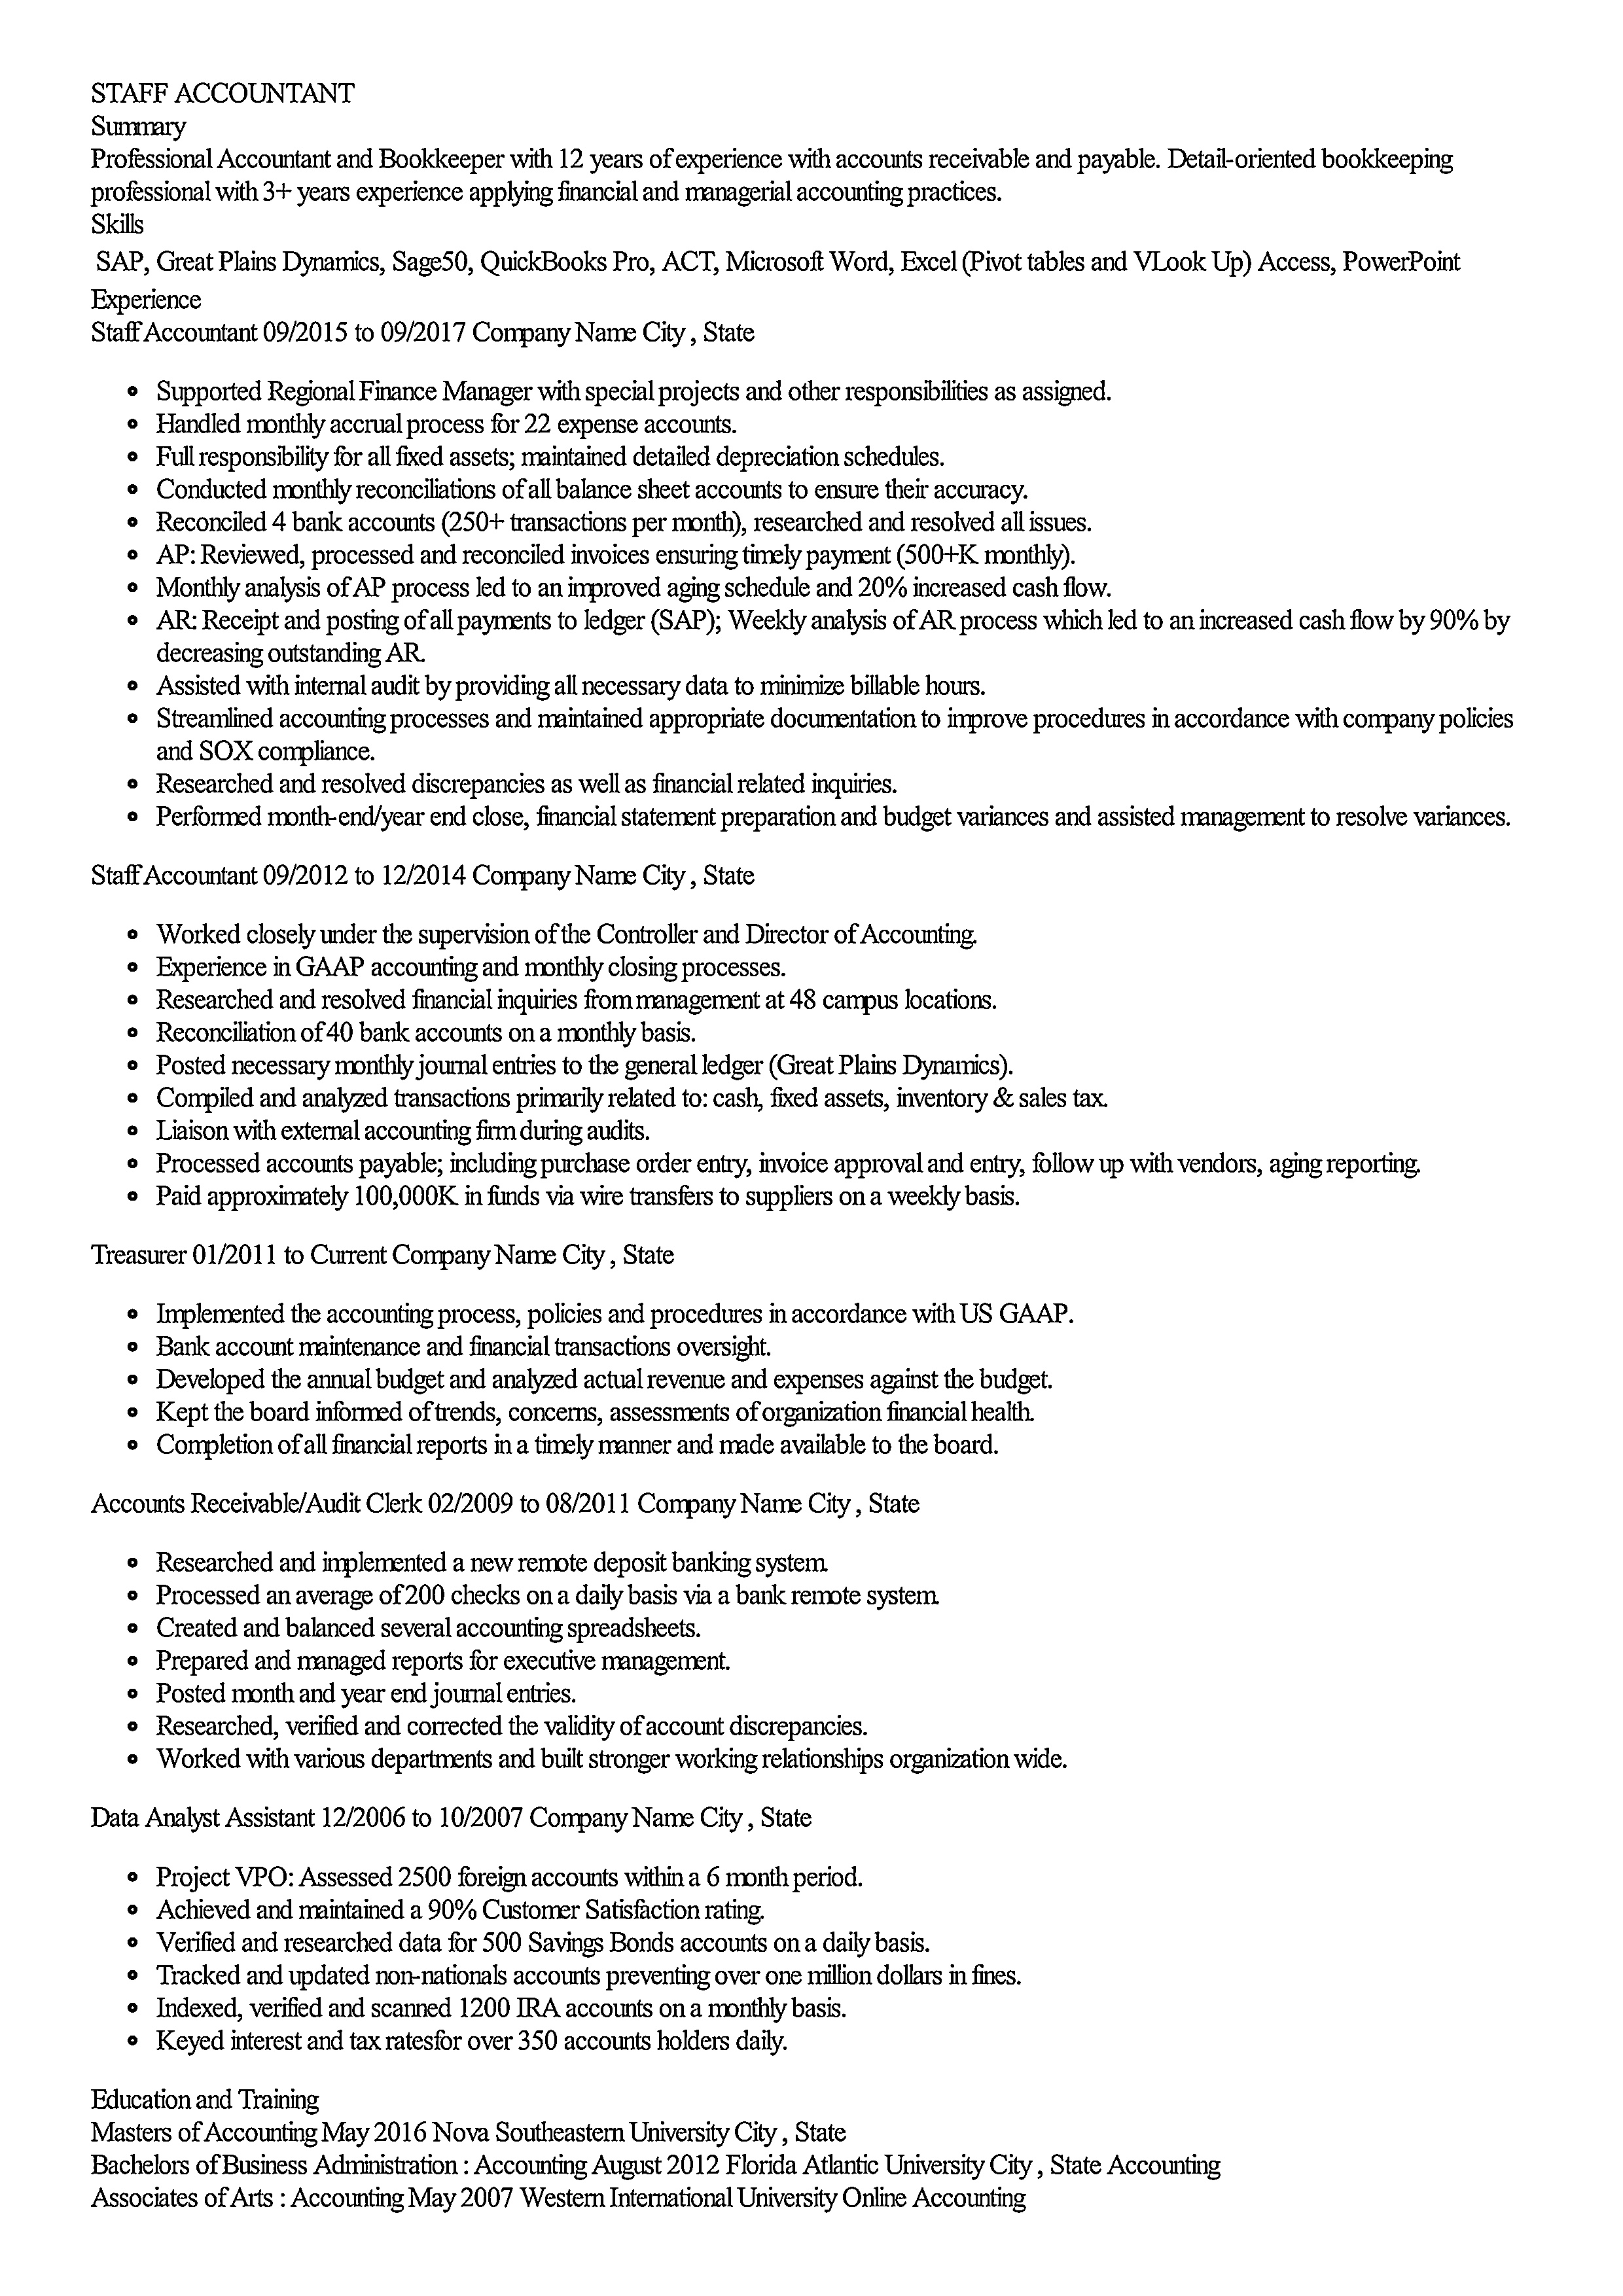 STAFF ACCOUNTANT
Summary
Professional Accountant and Bookkeeper with 12 years of experience with accounts receivable and payable. Detail-oriented bookkeeping
professional with 3+ years experience applying financial and managerial accounting practices.
Skills
SAP, Great Plains Dynamics, Sage50, QuickBooks Pro, ACT, Microsoft Word, Excel (Pivot tables and VLook Up) Access, PowerPoint
Experience
Staff Accountant 09/2015 to 09/2017 Company Name City , State
• Supported Regional Finance Manager with special projects and other responsibilities as assigned.
• Handled monthly accrual process for 22 expense accounts.
• Full responsibility for all fixed assets; maintained detailed depreciation schedules.
• Conducted monthly reconciliations of all balance sheet accounts to ensure their accuracy.
• Reconciled 4 bank accounts (250+ transactions per month), researched and resolved all issues.
• AP: Reviewed, processed and reconciled invoices ensuring timely payment (500+K monthly).
• Monthly analysis of AP process led to an improved aging schedule and 20% increased cash flow.
• AR: Receipt and posting of all payments to ledger (SAP); Weekly analysis of AR process which led to an increased cash flow by 90% by
decreasing outstanding AR.
• Assisted with internal audit by providing all necessary data to minimize billable hours.
• Streamlined accounting processes and maintained appropriate documentation to improve procedures in accordance with company policies
and SOX compliance.
• Researched and resolved discrepancies as well as financial related inquiries.
• Performed month-end/year end close, financial statement preparation and budget variances and assisted management to resolve variances.
Staff Accountant 09/2012 to 12/2014 Company Name City , State
• Worked closely under the supervision of the Controller and Director of Accounting.
• Experience in GAAP accounting and monthly closing processes.
• Researched and resolved financial inquiries from management at 48 campus locations.
• Reconciliation of 40 bank accounts on a monthly basis.
• Posted necessary monthly journal entries to the general ledger (Great Plains Dynamics).
• Compiled and analyzed transactions primarily related to: cash, fixed assets, inventory & sales tax.
• Liaison with external accounting firm during audits.
• Processed accounts payable; including purchase order entry, invoice approval and entry, follow up with vendors, aging reporting.
• Paid approximately 100,000K in funds via wire transfers to suppliers on a weekly basis.
Treasurer 01/2011 to Current Company Name City , State
• Implemented the accounting process, policies and procedures in accordance with US GAAP.
• Bank account maintenance and financial transactions oversight.
• Developed the annual budget and analyzed actual revenue and expenses against the budget.
• Kept the board informed of trends, concerns, assessments of organization financial health.
• Completion of all financial reports in a timely manner and made available to the board.
Accounts Receivable/Audit Clerk 02/2009 to 08/2011 Company Name City , State
• Researched and implemented a new remote deposit banking system.
• Processed an average of 200 checks on a daily basis via a bank remote system.
• Created and balanced several accounting spreadsheets.
• Prepared and managed reports for executive management.
• Posted month and year end journal entries.
• Researched, verified and corrected the validity of account discrepancies.
• Worked with various departments and built stronger working relationships organization wide.
Data Analyst Assistant 12/2006 to 10/2007 Company Name City , State
• Project VPO: Assessed 2500 foreign accounts within a 6 month period.
• Achieved and maintained a 90% Customer Satisfaction rating.
• Verified and researched data for 500 Savings Bonds accounts on a daily basis.
• Tracked and updated non-nationals accounts preventing over one million dollars in fines.
• Indexed, verified and scanned 1200 IRA accounts on a monthly basis.
• Keyed interest and tax ratesfor over 350 accounts holders daily.
Education and Training
Masters of Accounting May 2016 Nova Southeastern University City , State
Bachelors of Business Administration : Accounting August 2012 Florida Atlantic University City , State Accounting
Associates of Arts : Accounting May 2007 Western International University Online Accounting